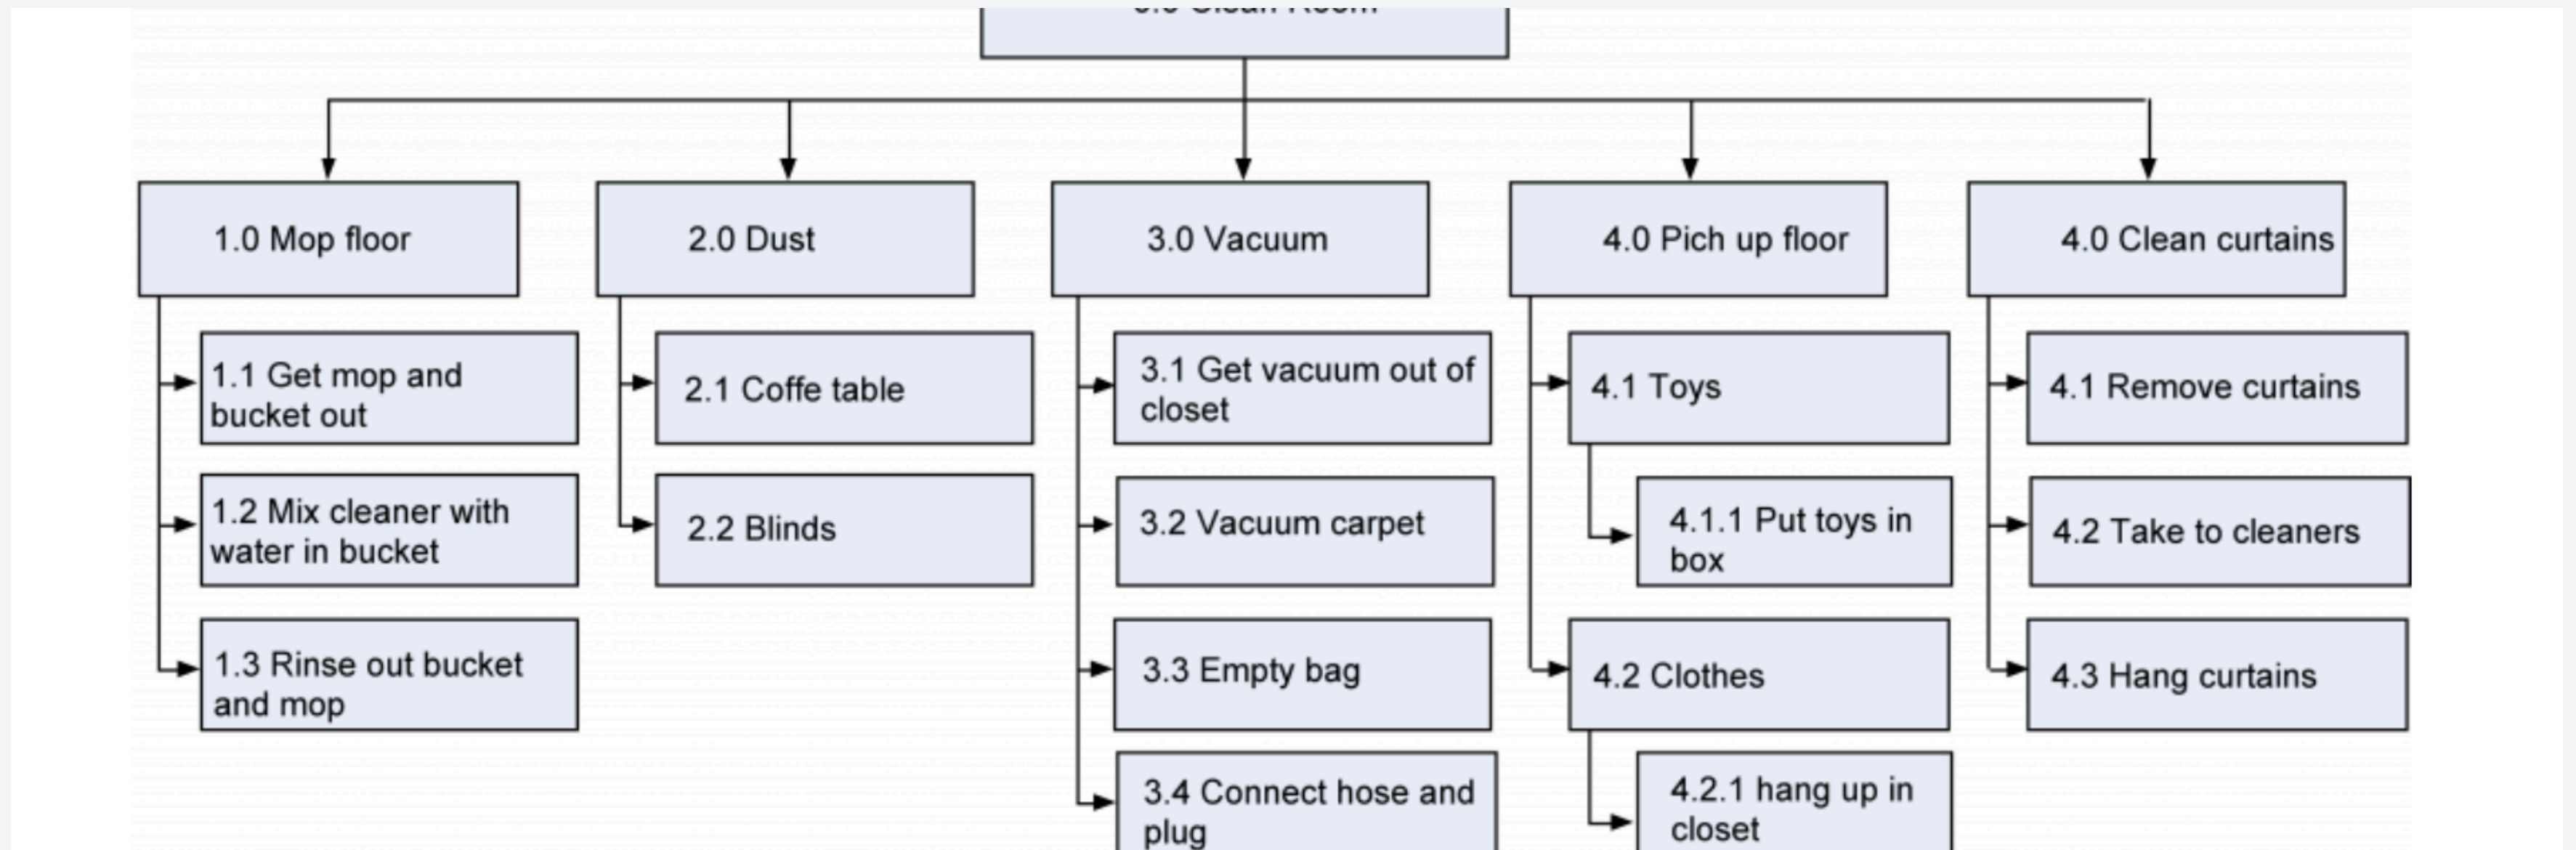 Clean Room
1.0 Mop floor
1.1 Get mop and
bucket out
1.2 Mix cleaner with
water in bucket
1.3 Rinse out bucket
and mop
2.0 Dust
2.1 Coffe table
2.2 Blinds
3.0 Vacuum
3.1 Get vacuum out of
closet
3.2 Vacuum carpet
3.3 Empty bag
3.4 Connect hose and
plug
4.0 Pich up floor
4.1 Toys
4.1.1 Put toys in
box
4.2 Clothes
4.2.1 hang up in
closet
4.0 Clean curtains
4.1 Remove curtains
4.2 Take to cleaners
4.3 Hang curtains